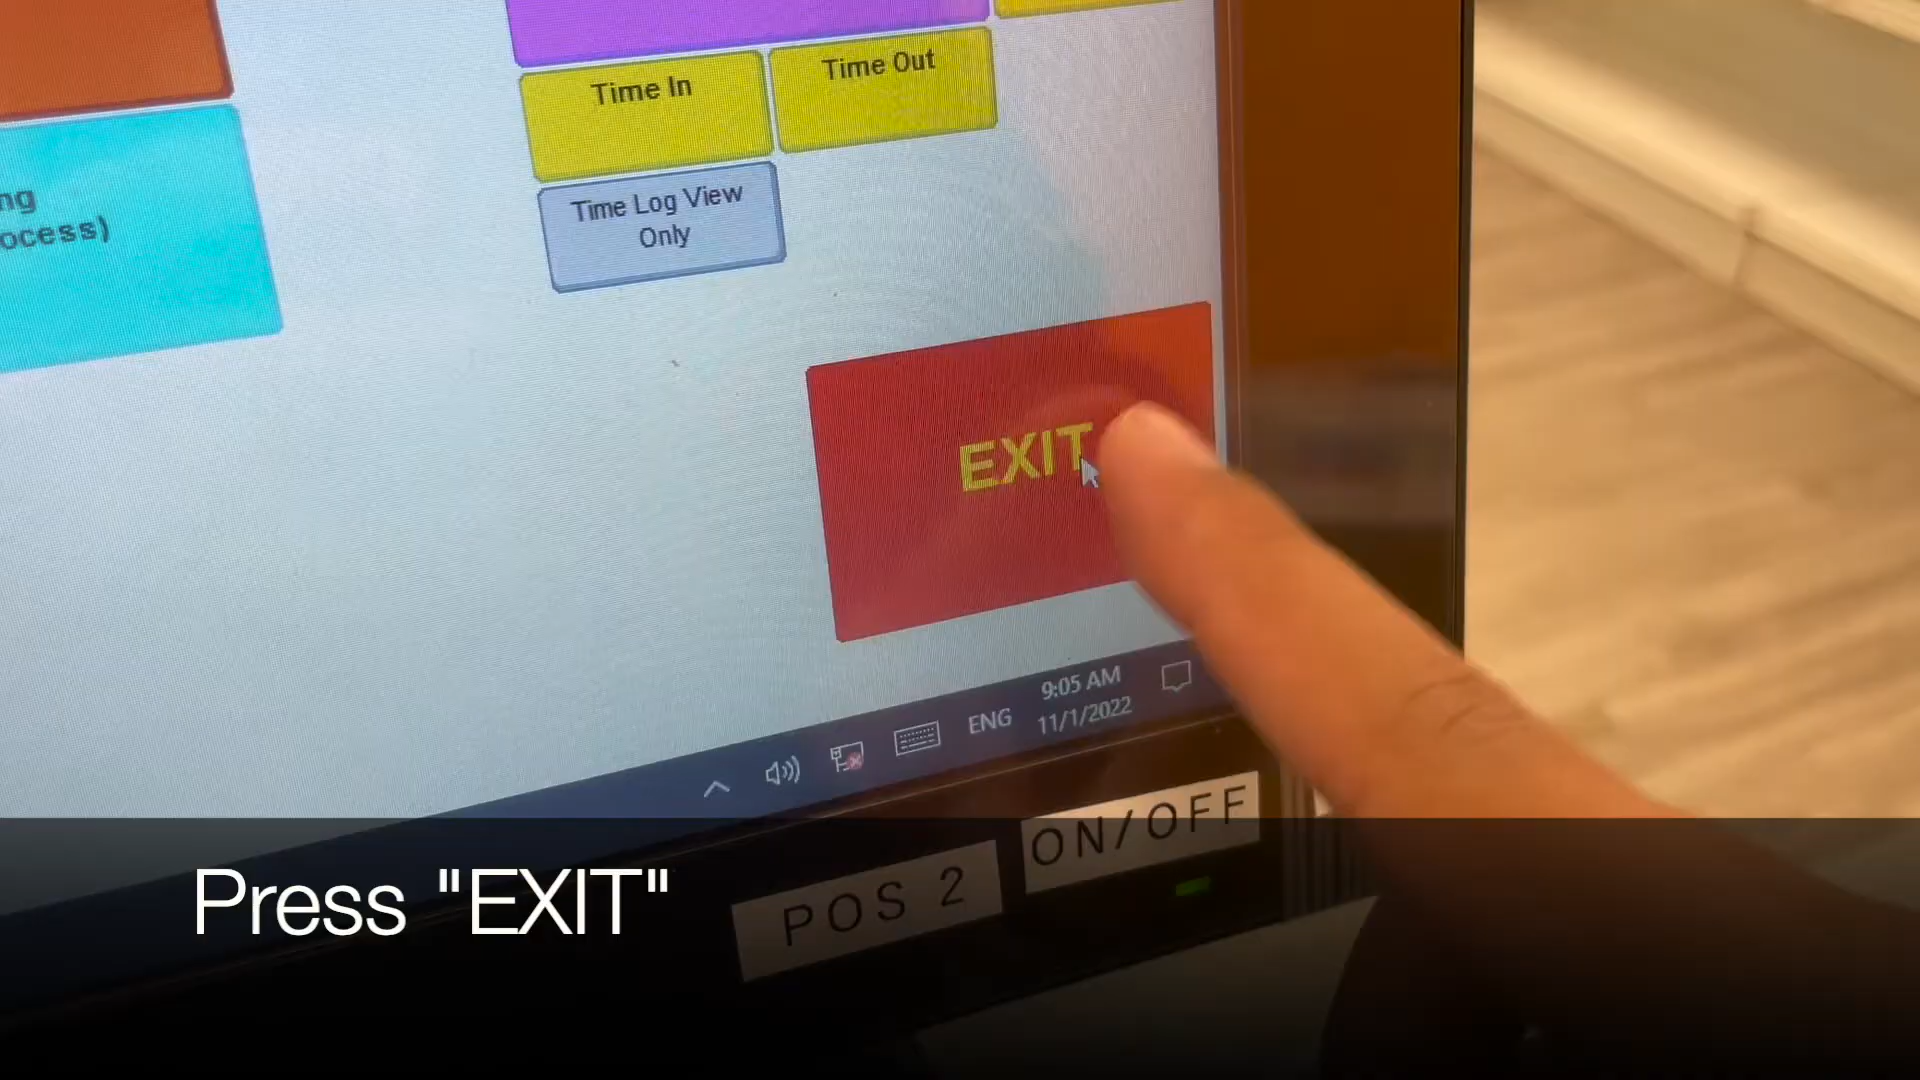 Time In
Time Out
Time Log View
Only
ng
ocess)
EXIT
9:05 AM
ENG
11/1/2022
ON/OFF
POS 2
Press "EXIT"